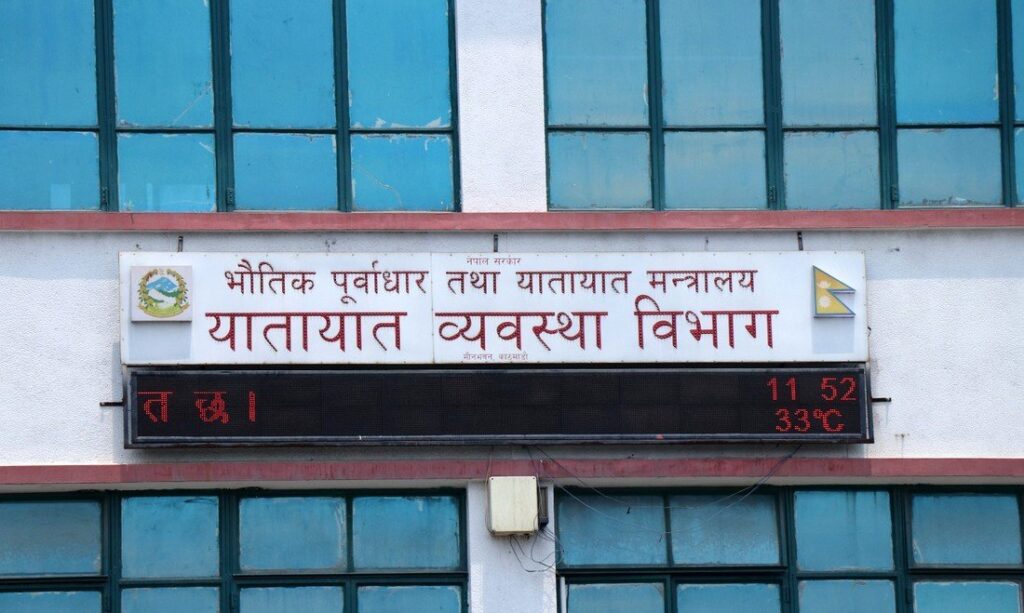 नेपाल सरकार
भौतिक पूर्वाधार तथा यातायात मन्त्रालय
यातायात व्यवस्था विभाग
मीनभवन, काठमाडौं
त छ। 11 52
33°C